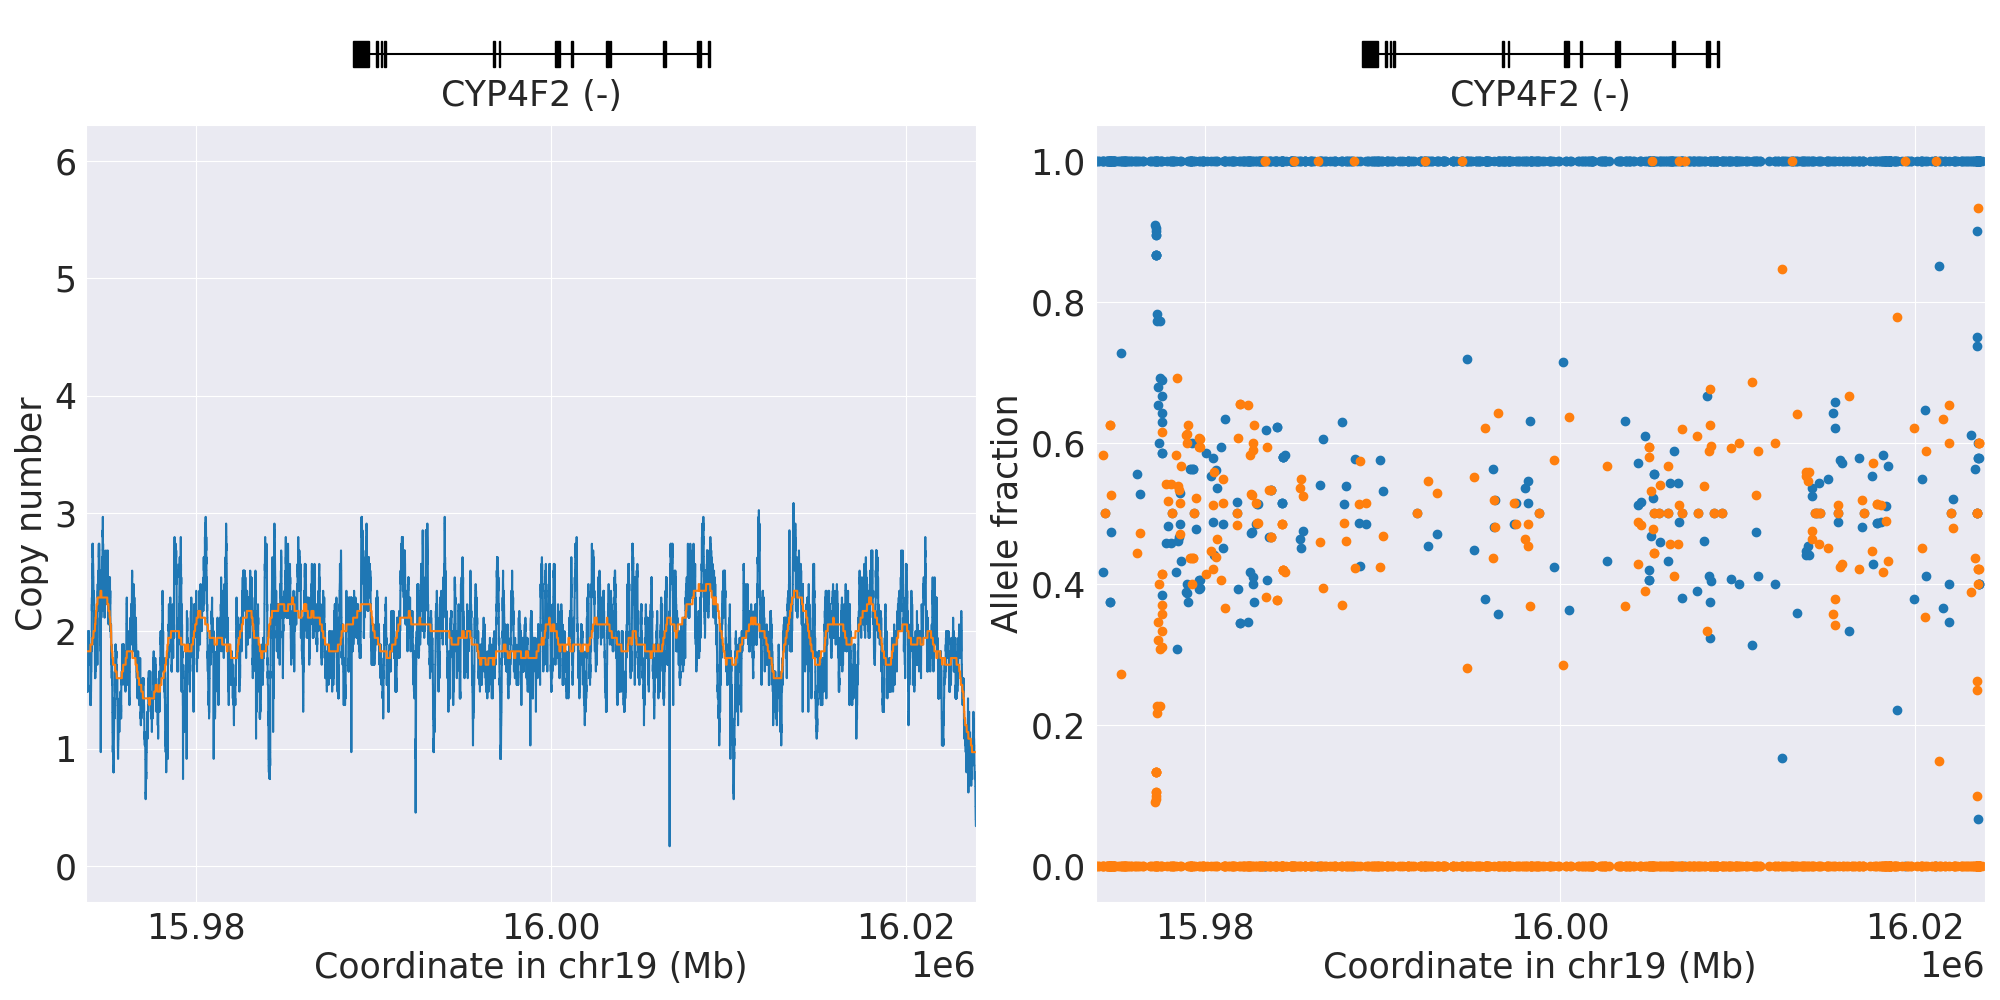 CYP4F2 (-)
Copy number
6
5
4
3
2
1
0
15.98
16.00
16.02
Coordinate in chr19 (Mb)
1e6
CYP4F2 (-)
Allele fraction
1.0
0.8
0.6
0.4
0.2
0.0
15.98
16.00
16.02
Coordinate in chr19 (Mb)
1e6